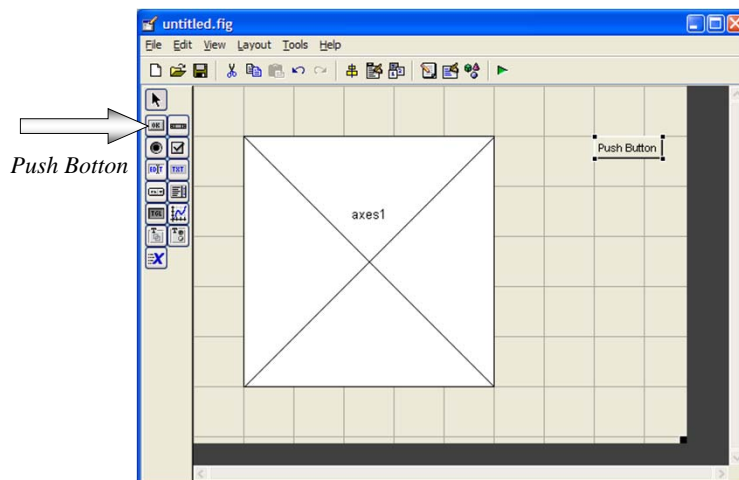 untitled.fig
File Edit View Layout Tools Help
OK
Push Botton
Push Button
EDIT TXT
axes1
TGL